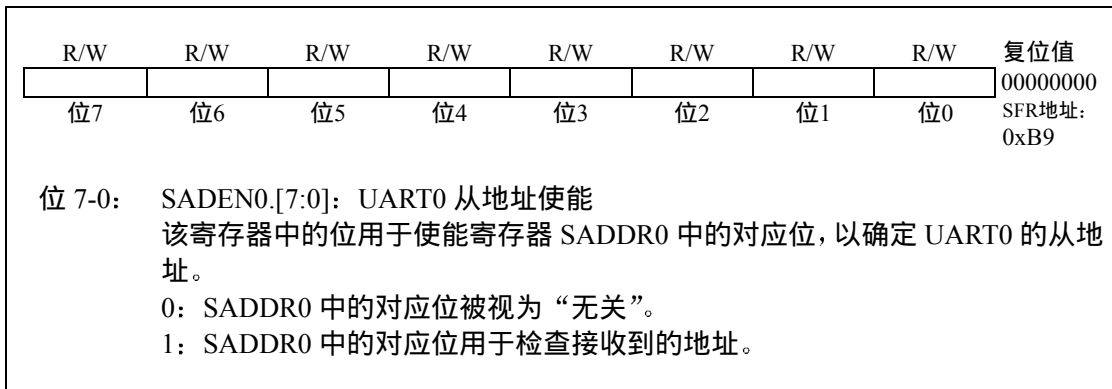 R/W R/W R/W R/W R/W R/W R/W R/W 复位值
00000000
位7 位6 位5 位4 位3 位2 位1 位0 SFR地址：
0xB9
位 7-0： SADEN0.[7:0]：UART0 从地址使能
该寄存器中的位用于使能寄存器 SADDR0 中的对应位，以确定 UART0 的从地
址。
0：SADDR0 中的对应位被视为“无关”。
1：SADDR0 中的对应位用于检查接收到的地址。